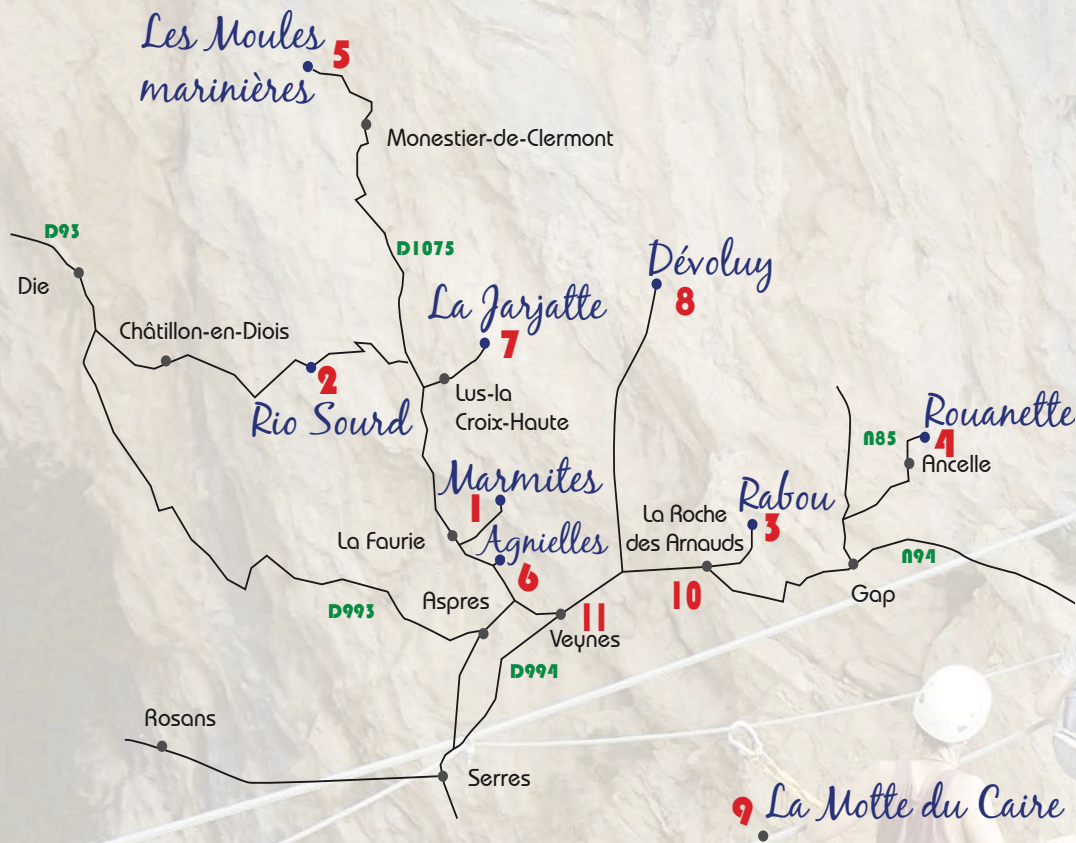 Les Moules
marinières
5
Monestier-de-Clermont
D93
D1075
Die
Dévoluy
8
La Jarjatte
7
Châtillon-en-Diois
2
Rio Sourd
Lus-la
Croix-Haute
Rouanette
4
N85
Ancelle
Marmites
1
Rabou
3
La Roche
des Arnauds
La Faurie
Agnielles
6
10
N94
Gap
D993
Aspres
11
Veynes
D994
Rosans
Serres
9
La Motte du Caire